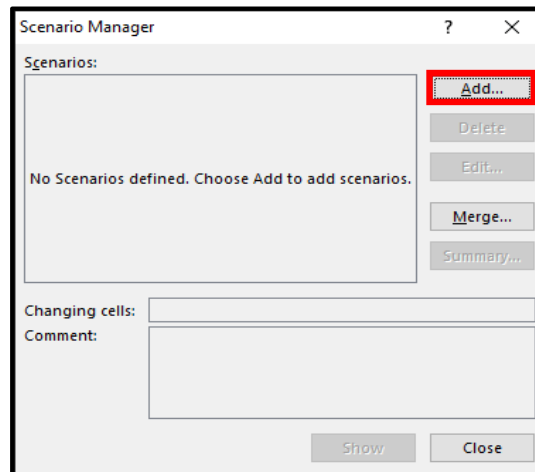 Scenario Manager ? ✕
Scenarios:
Add...
Delete
No Scenarios defined. Choose Add to add scenarios.
Edit...
Merge...
Summary...
Changing cells:
Comment:
Show Close